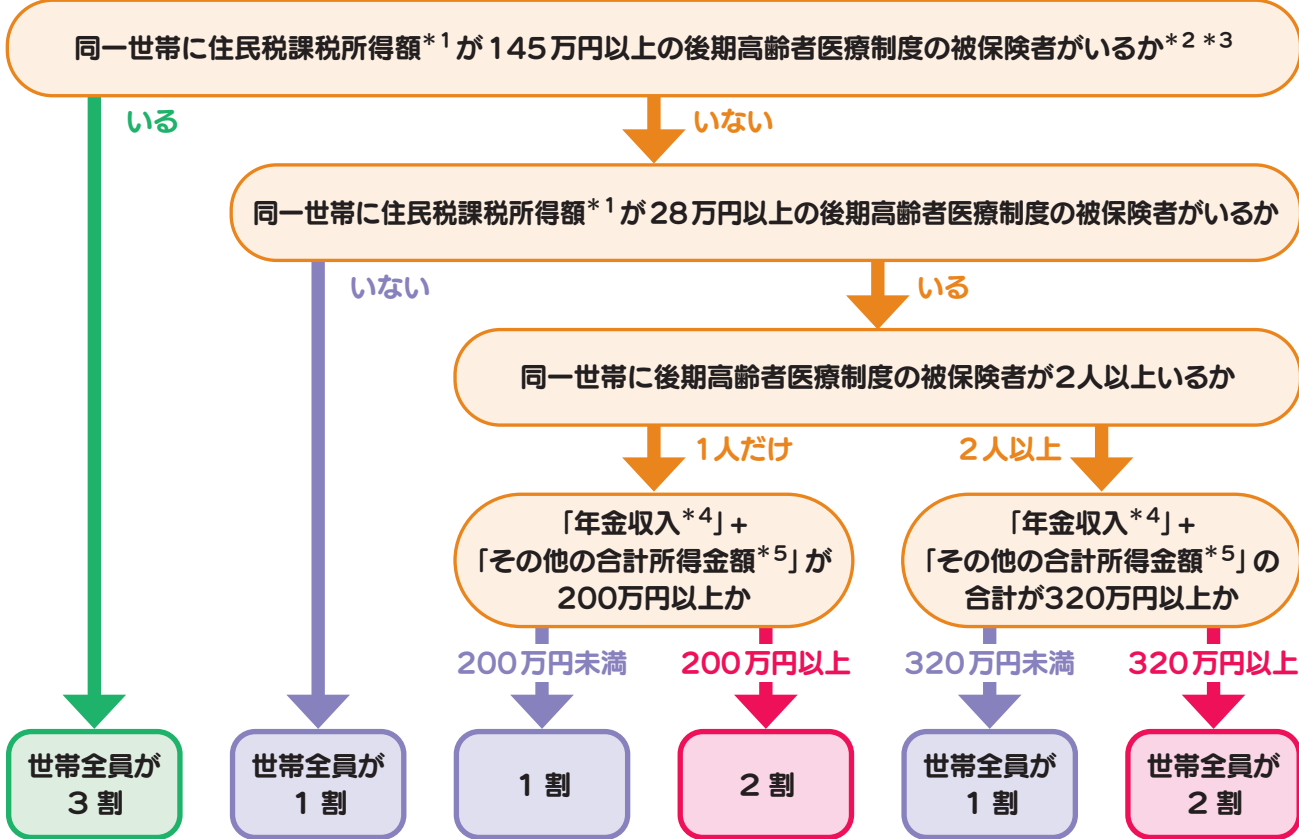 同一世帯に住民税課税所得額*1が145万円以上の後期高齢者医療制度の被保険者がいるか*2 *3
いる
いない
同一世帯に住民税課税所得額*1が28万円以上の後期高齢者医療制度の被保険者がいるか
いない
いる
同一世帯に後期高齢者医療制度の被保険者が2人以上いるか
1人だけ
2人以上
「年金収入*4」+
「その他の合計所得金額*5」が
200万円以上か
「年金収入*4」+
「その他の合計所得金額*5」の
合計が320万円以上か
200万円未満
200万円以上
320万円未満
320万円以上
世帯全員が
3割
世帯全員が
1割
1割
2割
世帯全員が
1割
世帯全員が
2割